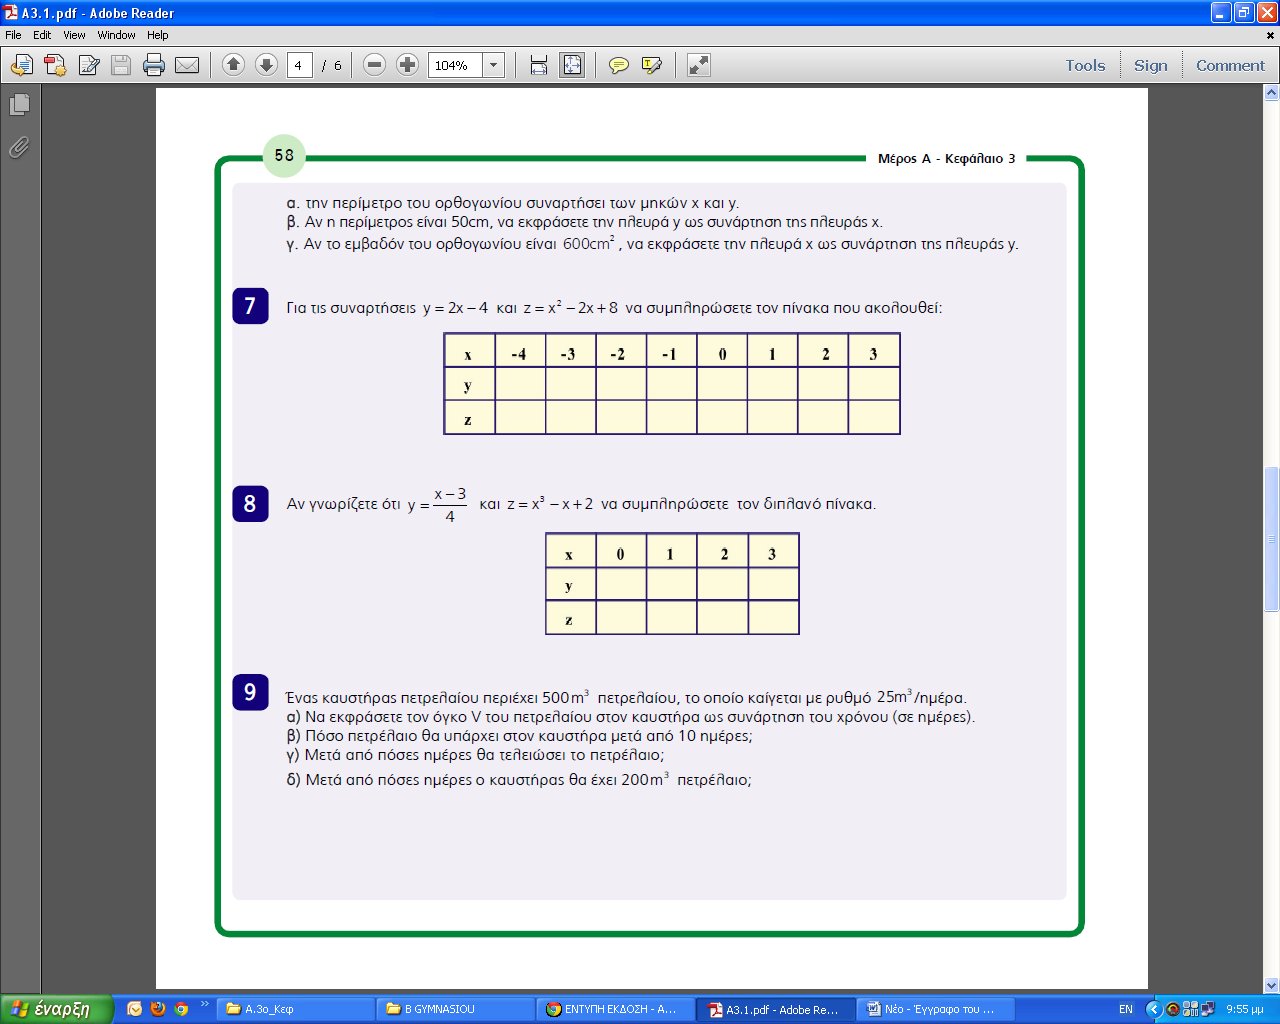 A3.1.pdf - Adobe Reader
File Edit View Window Help
4 / 6 104% Tools Sign Comment
58
Μέρος Α - Κεφάλαιο 3
α. την περίμετρο του ορθογωνίου συναρτήσει των μηκών x και y.
β. Αν η περίμετρος είναι 50cm, να εκφράσετε την πλευρά y ως συνάρτηση της πλευράς x.
γ. Αν το εμβαδόν του ορθογωνίου είναι 600cm² , να εκφράσετε την πλευρά x ως συνάρτηση της πλευράς y.
7 Για τις συναρτήσεις y = 2x − 4 και z = x² − 2x + 8 να συμπληρώσετε τον πίνακα που ακολουθεί:
x -4 -3 -2 -1 0 1 2 3
y
z
8 Αν γνωρίζετε ότι y = (x − 3)/4 και z = x³ − x + 2 να συμπληρώσετε τον διπλανό πίνακα.
x 0 1 2 3
y
z
9 Ένας καυστήρας πετρελαίου περιέχει 500m³ πετρελαίου, το οποίο καίγεται με ρυθμό 25m³/ημέρα.
α) Να εκφράσετε τον όγκο V του πετρελαίου στον καυστήρα ως συνάρτηση του χρόνου (σε ημέρες).
β) Πόσο πετρέλαιο θα υπάρχει στον καυστήρα μετά από 10 ημέρες;
γ) Μετά από πόσες ημέρες θα τελειώσει το πετρέλαιο;
δ) Μετά από πόσες ημέρες ο καυστήρας θα έχει 200m³ πετρέλαιο;
έναρξη » A.3ο_Κεφ B GYMNASIOU ΕΝΤΥΠΗ ΕΚΔΟΣΗ - Α... A3.1.pdf - Adobe Re... Νέο - Έγγραφο του ... EN 9:55 μμ